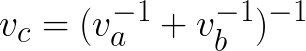 v_c = (v_a^{-1} + v_b^{-1})^{-1}